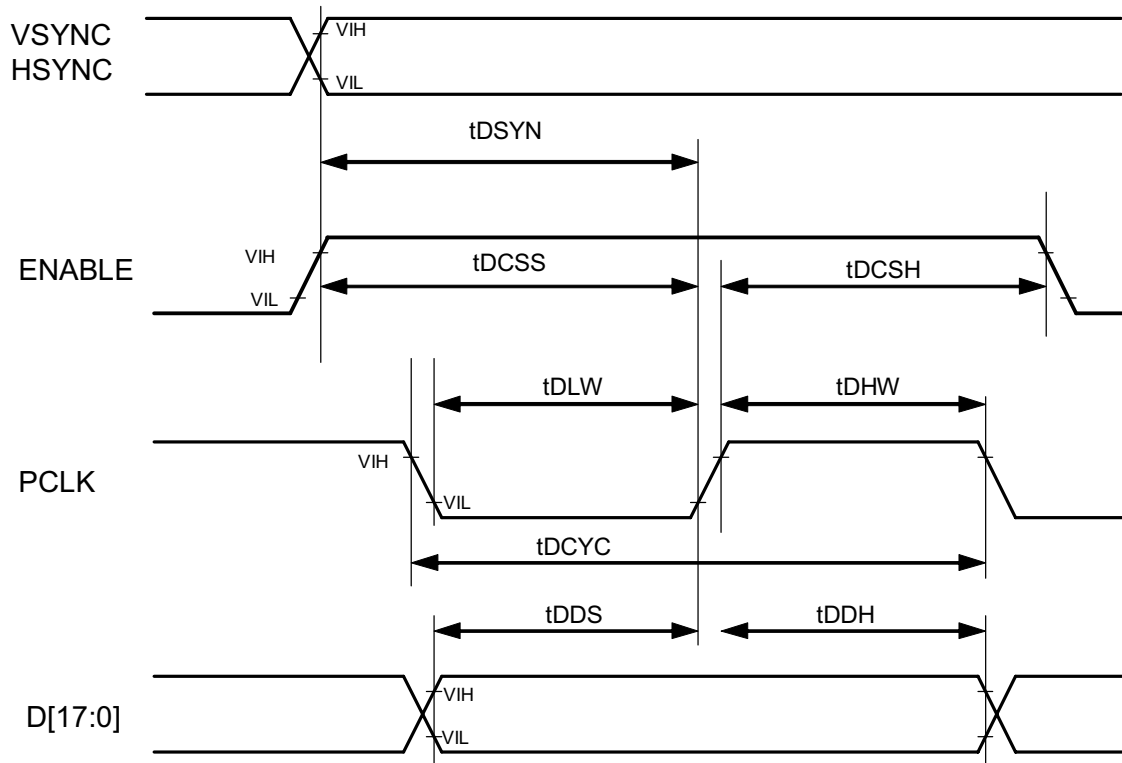 VSYNC
HSYNC
VIH
VIL
tDSYN
ENABLE
VIH
VIL
tDCSS
tDCSH
tDLW
tDHW
PCLK
VIH
VIL
tDCYC
tDDS
tDDH
D[17:0]
VIH
VIL